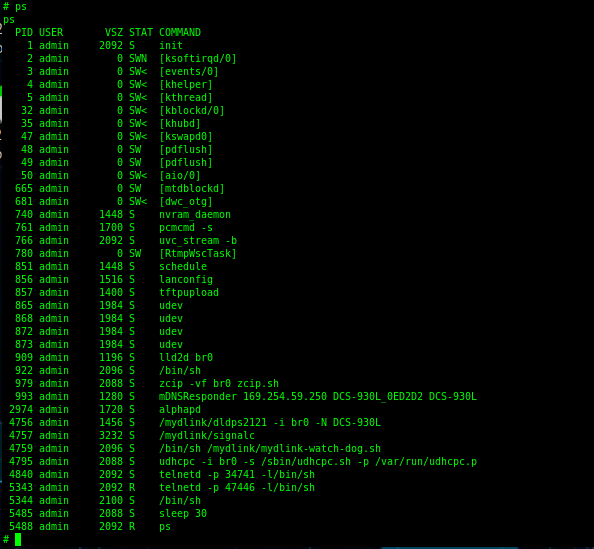 # ps
ps
PID USER VSZ STAT COMMAND
1 admin 2092 S init
2 admin 0 SWN [ksoftirqd/0]
3 admin 0 SW< [events/0]
4 admin 0 SW< [khelper]
5 admin 0 SW< [kthread]
32 admin 0 SW< [kblockd/0]
35 admin 0 SW< [khubd]
47 admin 0 SW< [kswapd0]
48 admin 0 SW [pdflush]
49 admin 0 SW [pdflush]
50 admin 0 SW< [aio/0]
665 admin 0 SW [mtdblockd]
681 admin 0 SW< [dwc_otg]
740 admin 1448 S nvram_daemon
761 admin 1700 S pcmcmd -s
766 admin 2092 S uvc_stream -b
780 admin 0 SW [RtmpWscTask]
851 admin 1448 S schedule
856 admin 1516 S lanconfig
857 admin 1400 S tftpupload
865 admin 1984 S udev
868 admin 1984 S udev
872 admin 1984 S udev
873 admin 1984 S udev
909 admin 1196 S lld2d br0
922 admin 2096 S /bin/sh
979 admin 2088 S zcip -vf br0 zcip.sh
993 admin 1280 S mDNSResponder 169.254.59.250 DCS-930L_0ED2D2 DCS-930L
2974 admin 1720 S alphapd
4756 admin 1456 S /mydlink/dldps2121 -i br0 -N DCS-930L
4757 admin 3232 S /mydlink/signalc
4759 admin 2096 S /bin/sh /mydlink/mydlink-watch-dog.sh
4795 admin 2088 S udhcpc -i br0 -s /sbin/udhcpc.sh -p /var/run/udhcpc.p
4840 admin 2092 S telnetd -p 34741 -l/bin/sh
5343 admin 2092 R telnetd -p 47446 -l/bin/sh
5344 admin 2100 S /bin/sh
5485 admin 2088 S sleep 30
5488 admin 2092 R ps
#